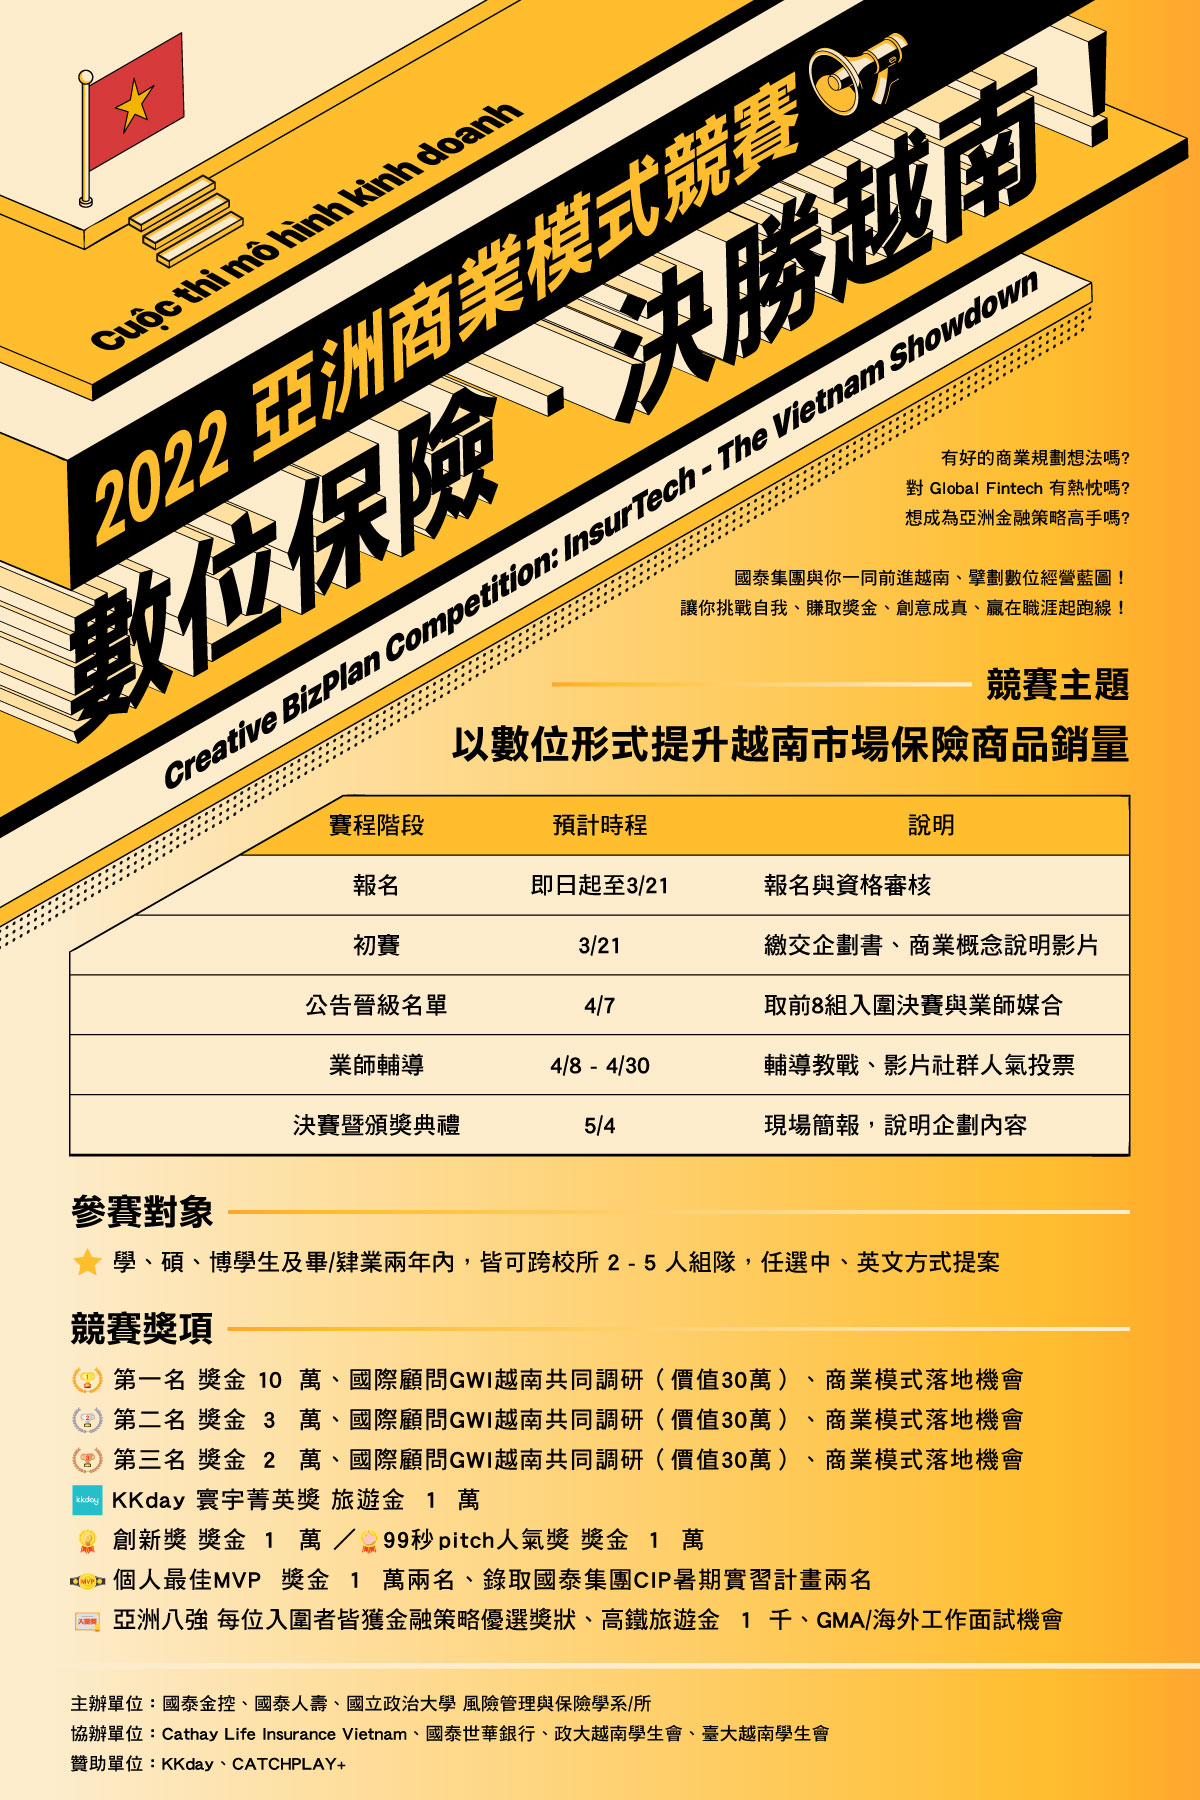 Cuộc thi mô hình kinh doanh
2022 亞洲商業模式競賽
數位保險 - 決勝越南
Creative BizPlan Competition: InsurTech - The Vietnam Showdown
有好的商業規劃想法嗎?
對 Global Fintech 有熱忱嗎?
想成為亞洲金融策略高手嗎?
國泰集團與你一同前進越南、擘劃數位經營藍圖！
讓你挑戰自我、賺取獎金、創意成真、贏在職涯起跑線！
競賽主題
以數位形式提升越南市場保險商品銷量
賽程階段 預計時程 說明
報名 即日起至3/21 報名與資格審核
初賽 3/21 繳交企劃書、商業概念說明影片
公告晉級名單 4/7 取前8組入圍決賽與業師媒合
業師輔導 4/8 - 4/30 輔導教戰、影片社群人氣投票
決賽暨頒獎典禮 5/4 現場簡報，說明企劃內容
參賽對象
學、碩、博學生及畢/肄業兩年內，皆可跨校所 2 - 5 人組隊，任選中、英文方式提案
競賽獎項
第一名 獎金 10 萬、國際顧問GWI越南共同調研（價值30萬）、商業模式落地機會
第二名 獎金 3 萬、國際顧問GWI越南共同調研（價值30萬）、商業模式落地機會
第三名 獎金 2 萬、國際顧問GWI越南共同調研（價值30萬）、商業模式落地機會
kkday KKday 寰宇菁英獎 旅遊金 1 萬
創新獎 獎金 1 萬 ／ 99秒pitch人氣獎 獎金 1 萬
MVP 個人最佳MVP 獎金 1 萬兩名、錄取國泰集團CIP暑期實習計畫兩名
亞洲八強 每位入圍者皆獲金融策略優選獎狀、高鐵旅遊金 1 千、GMA/海外工作面試機會
主辦單位：國泰金控、國泰人壽、國立政治大學 風險管理與保險學系/所
協辦單位：Cathay Life Insurance Vietnam、國泰世華銀行、政大越南學生會、臺大越南學生會
贊助單位：KKday、CATCHPLAY+